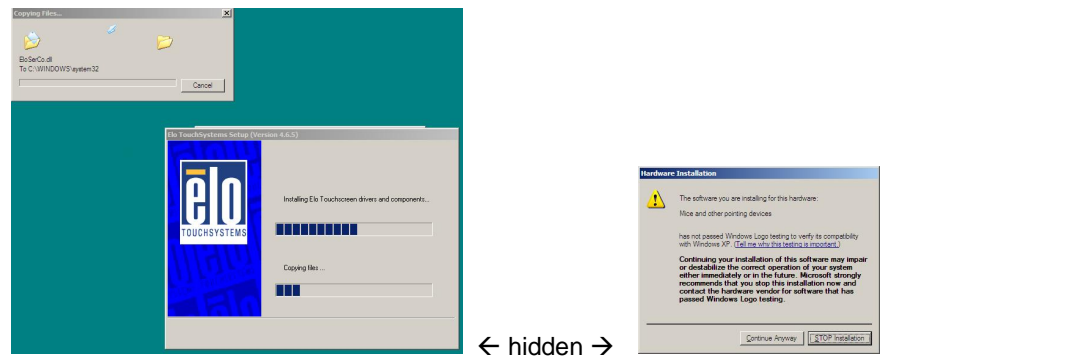 Copying Files...
EloSerCo.dl
To C:\WINDOWS\system32
Cancel
Elo TouchSystems Setup (Version 4.6.5)
ēlo
TOUCHSYSTEMS
Installing Elo Touchscreen drivers and components...
Copying files ...
← hidden →
Hardware Installation
The software you are installing for this hardware:
Mice and other pointing devices
has not passed Windows Logo testing to verify its compatibility
with Windows XP. (Tell me why this testing is important.)
Continuing your installation of this software may impair
or destabilize the correct operation of your system
either immediately or in the future. Microsoft strongly
recommends that you stop this installation now and
contact the hardware vendor for software that has
passed Windows Logo testing.
Continue Anyway
STOP Installation